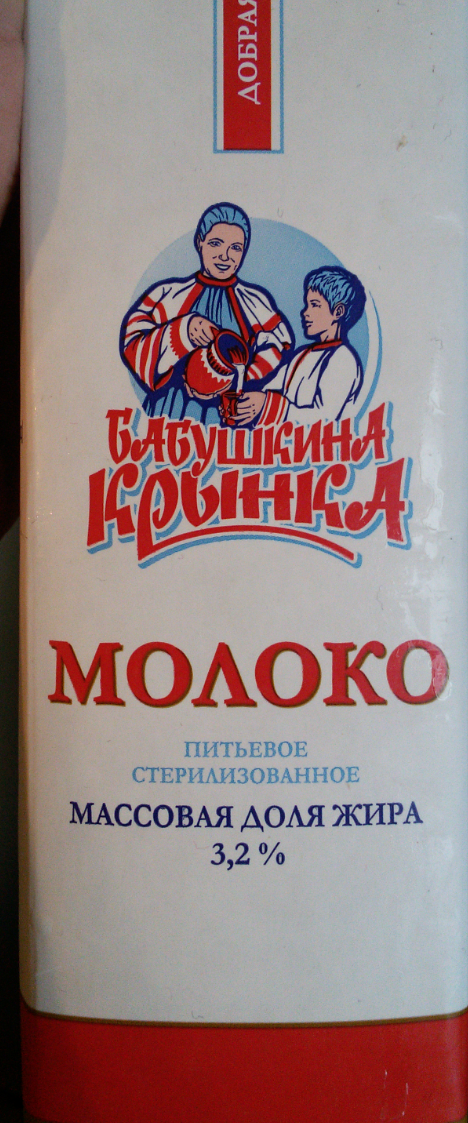 ДОБРАЯ
БАБУШКИНА
КРЫНКА
МОЛОКО
ПИТЬЕВОЕ
СТЕРИЛИЗОВАННОЕ
МАССОВАЯ ДОЛЯ ЖИРА
3,2 %